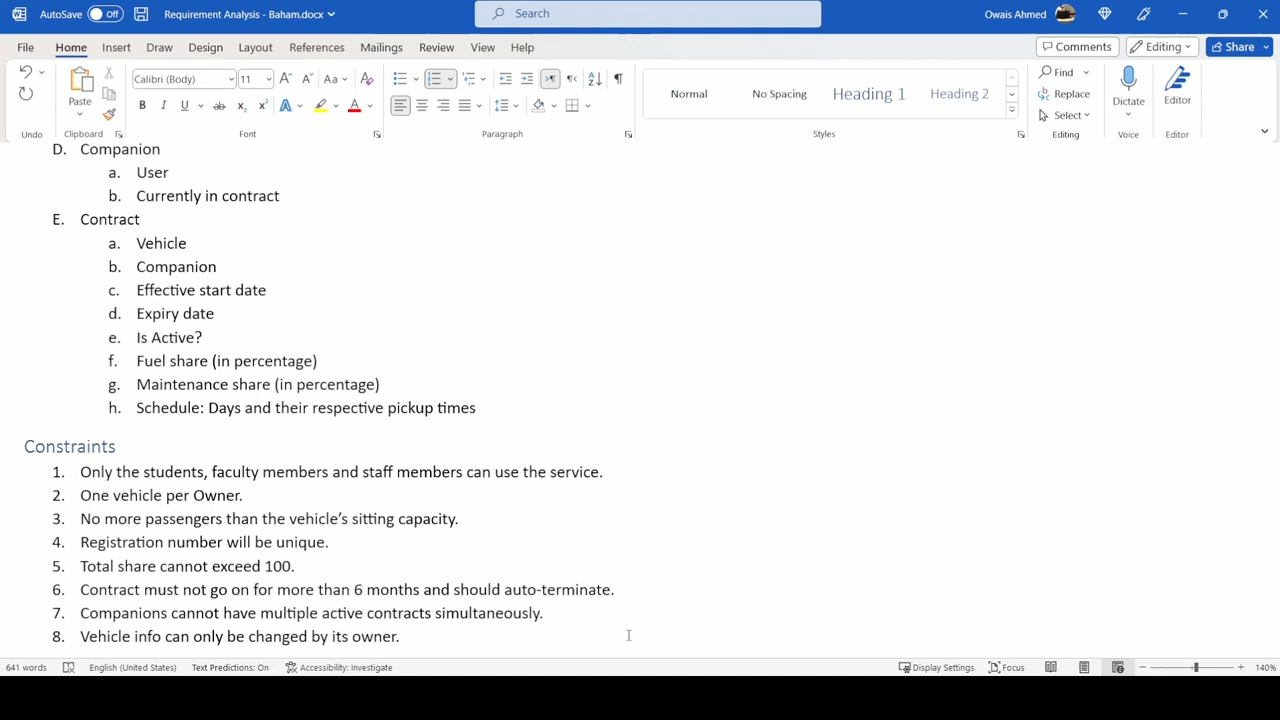 AutoSave Off Requirement Analysis - Baham.docx Search Owais Ahmed
File Home Insert Draw Design Layout References Mailings Review View Help Comments Editing Share
Calibri (Body) 11 Aa Find
Paste Normal No Spacing Heading 1 Heading 2 Replace Dictate Editor
B I U ab x₂ x² A A Select
Undo Clipboard Font Paragraph Styles Editing Voice Editor
D. Companion
a. User
b. Currently in contract
E. Contract
a. Vehicle
b. Companion
c. Effective start date
d. Expiry date
e. Is Active?
f. Fuel share (in percentage)
g. Maintenance share (in percentage)
h. Schedule: Days and their respective pickup times
Constraints
1. Only the students, faculty members and staff members can use the service.
2. One vehicle per Owner.
3. No more passengers than the vehicle’s sitting capacity.
4. Registration number will be unique.
5. Total share cannot exceed 100.
6. Contract must not go on for more than 6 months and should auto-terminate.
7. Companions cannot have multiple active contracts simultaneously.
8. Vehicle info can only be changed by its owner.
641 words English (United States) Text Predictions: On Accessibility: Investigate Display Settings Focus 140%